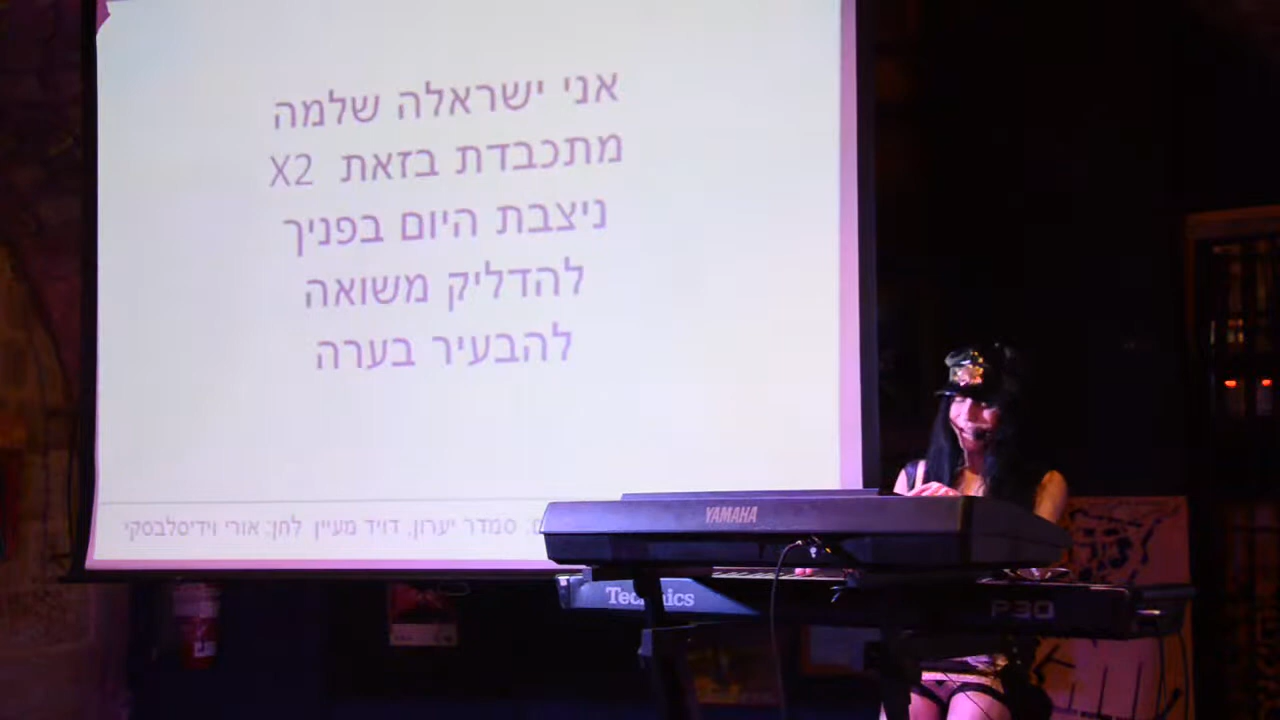 אני ישראלה שלמה
מתכבדת בזאת X2
ניצבת היום בפניך
להדליק משואה
להבעיר בערה
סמדר יערון, דויד מעיין לחן: אורי וידיסלבסקי
YAMAHA
Technics
P30